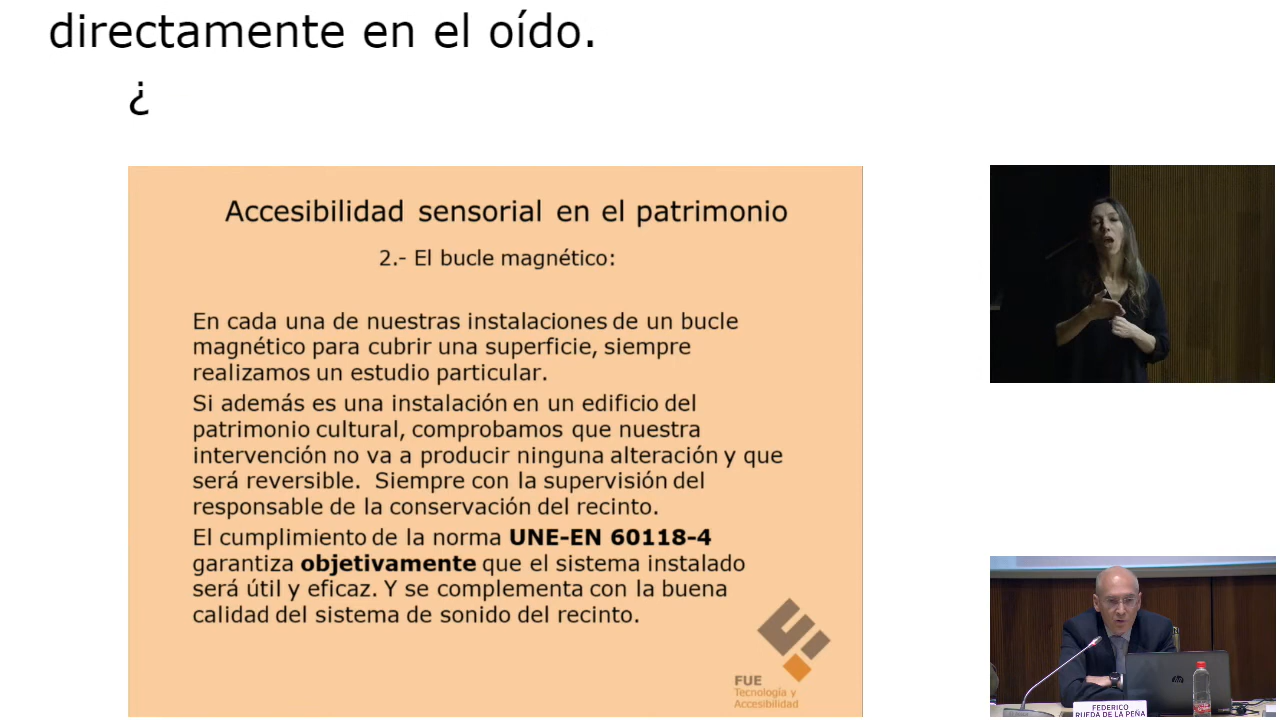 directamente en el oído.
¿
Accesibilidad sensorial en el patrimonio
2.- El bucle magnético:
En cada una de nuestras instalaciones de un bucle
magnético para cubrir una superficie, siempre
realizamos un estudio particular.
Si además es una instalación en un edificio del
patrimonio cultural, comprobamos que nuestra
intervención no va a producir ninguna alteración y que
será reversible. Siempre con la supervisión del
responsable de la conservación del recinto.
El cumplimiento de la norma UNE-EN 60118-4
garantiza objetivamente que el sistema instalado
será útil y eficaz. Y se complementa con la buena
calidad del sistema de sonido del recinto.
FUE
Tecnología y
Accesibilidad
FEDERICO
RUEDA DE LA PEÑA